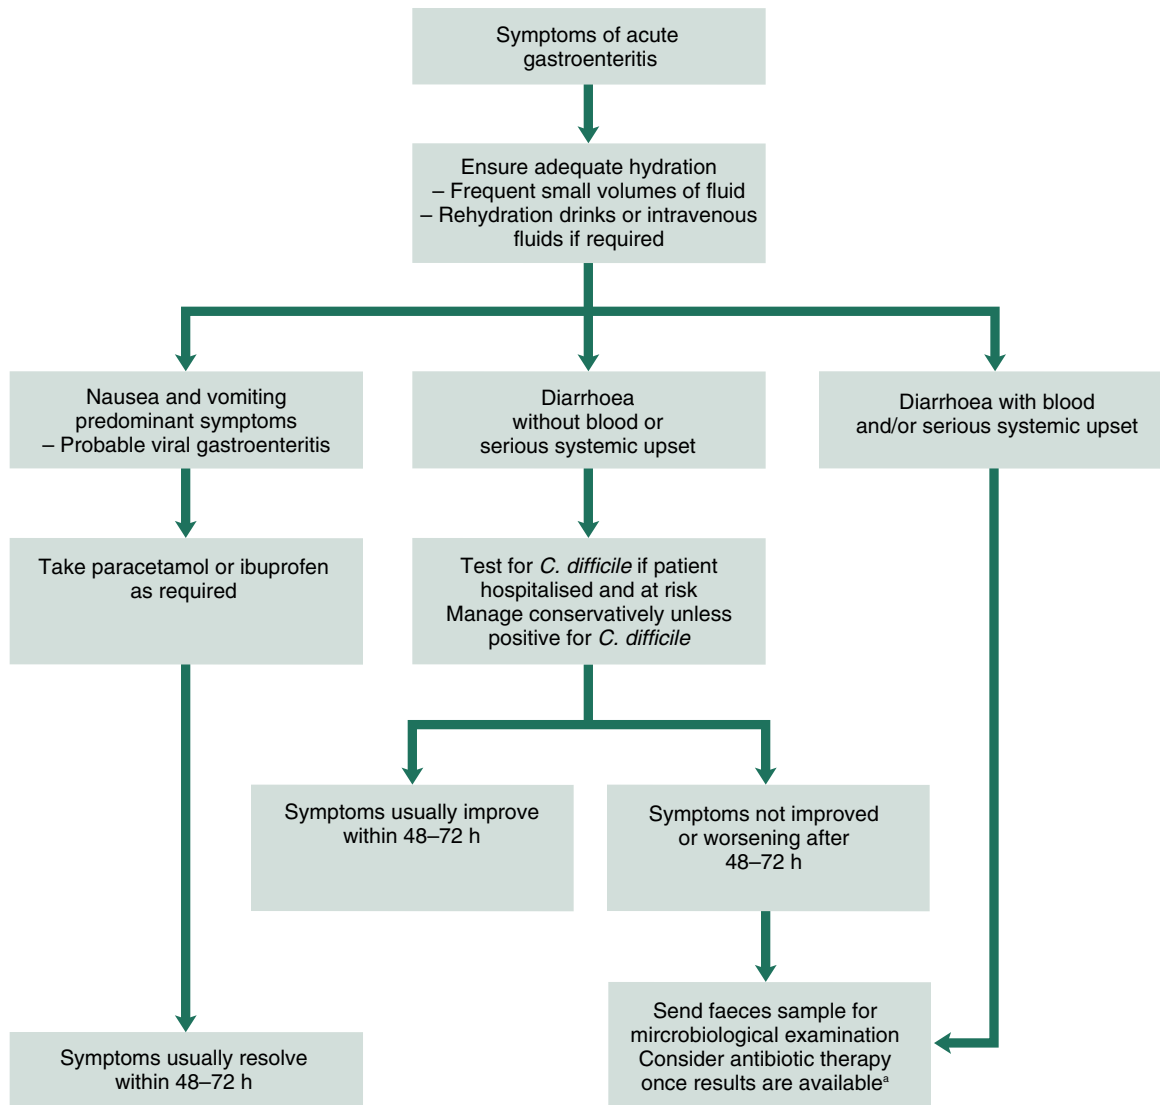 Symptoms of acute
gastroenteritis
Ensure adequate hydration
– Frequent small volumes of fluid
– Rehydration drinks or intravenous
fluids if required
Nausea and vomiting
predominant symptoms
– Probable viral gastroenteritis
Diarrhoea
without blood or
serious systemic upset
Diarrhoea with blood
and/or serious systemic upset
Take paracetamol or ibuprofen
as required
Test for C. difficile if patient
hospitalised and at risk
Manage conservatively unless
positive for C. difficile
Symptoms usually improve
within 48–72 h
Symptoms not improved
or worsening after
48–72 h
Send faeces sample for
mircrobiological examination
Consider antibiotic therapy
once results are availableᵃ
Symptoms usually resolve
within 48–72 h